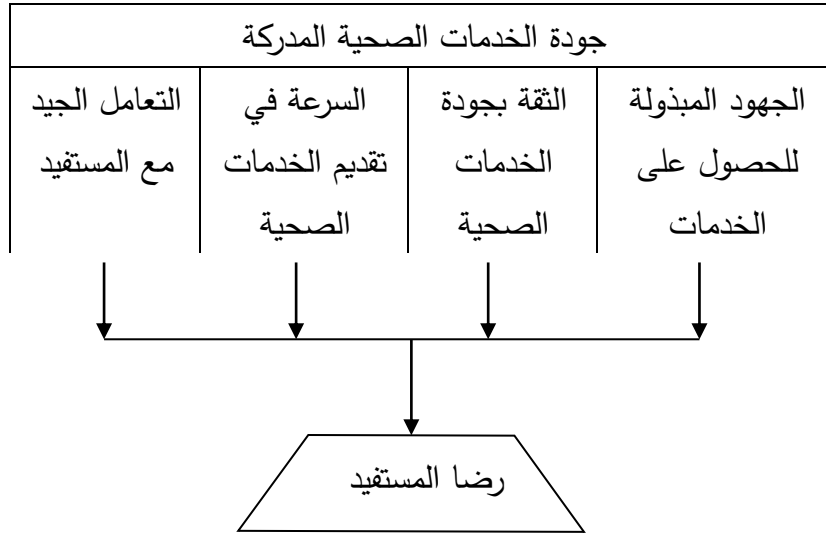 جودة الخدمات الصحية المدركة
الجهود المبذولة
للحصول على
الخدمات
الثقة بجودة
الخدمات
الصحية
السرعة في
تقديم الخدمات
الصحية
التعامل الجيد
مع المستفيد
رضا المستفيد